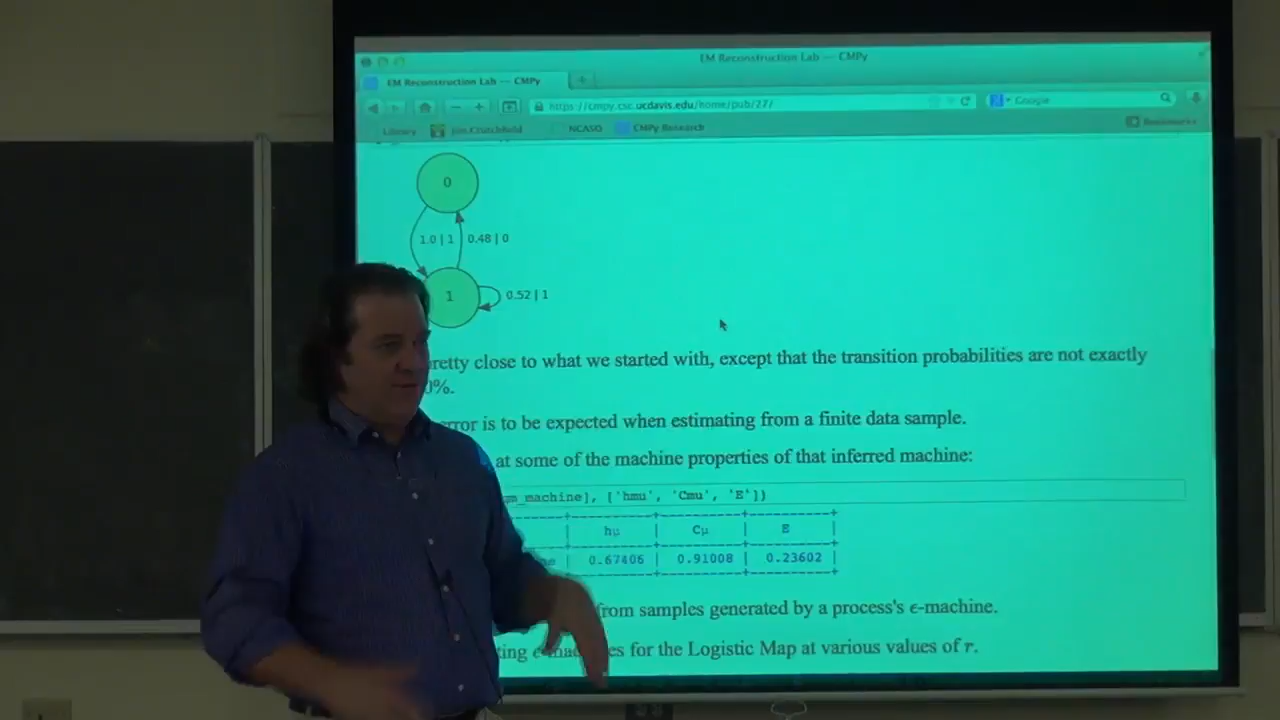 EM Reconstruction Lab — CMPy
EM Reconstruction Lab — CMPy
https://cmpy.csc.ucdavis.edu/home/pub/27/
Google
Library Jim Crutchfield NCASO CMPy Research Bookmarks
0
1.0 | 1 0.48 | 0
1 0.52 | 1
retty close to what we started with, except that the transition probabilities are not exactly
0%.
rror is to be expected when estimating from a finite data sample.
at some of the machine properties of that inferred machine:
m_machine], ['hmu', 'Cmu', 'E'])
hμ | Cμ | E |
0.67406 | 0.91008 | 0.23602 |
from samples generated by a process's ϵ-machine.
for the Logistic Map at various values of r.